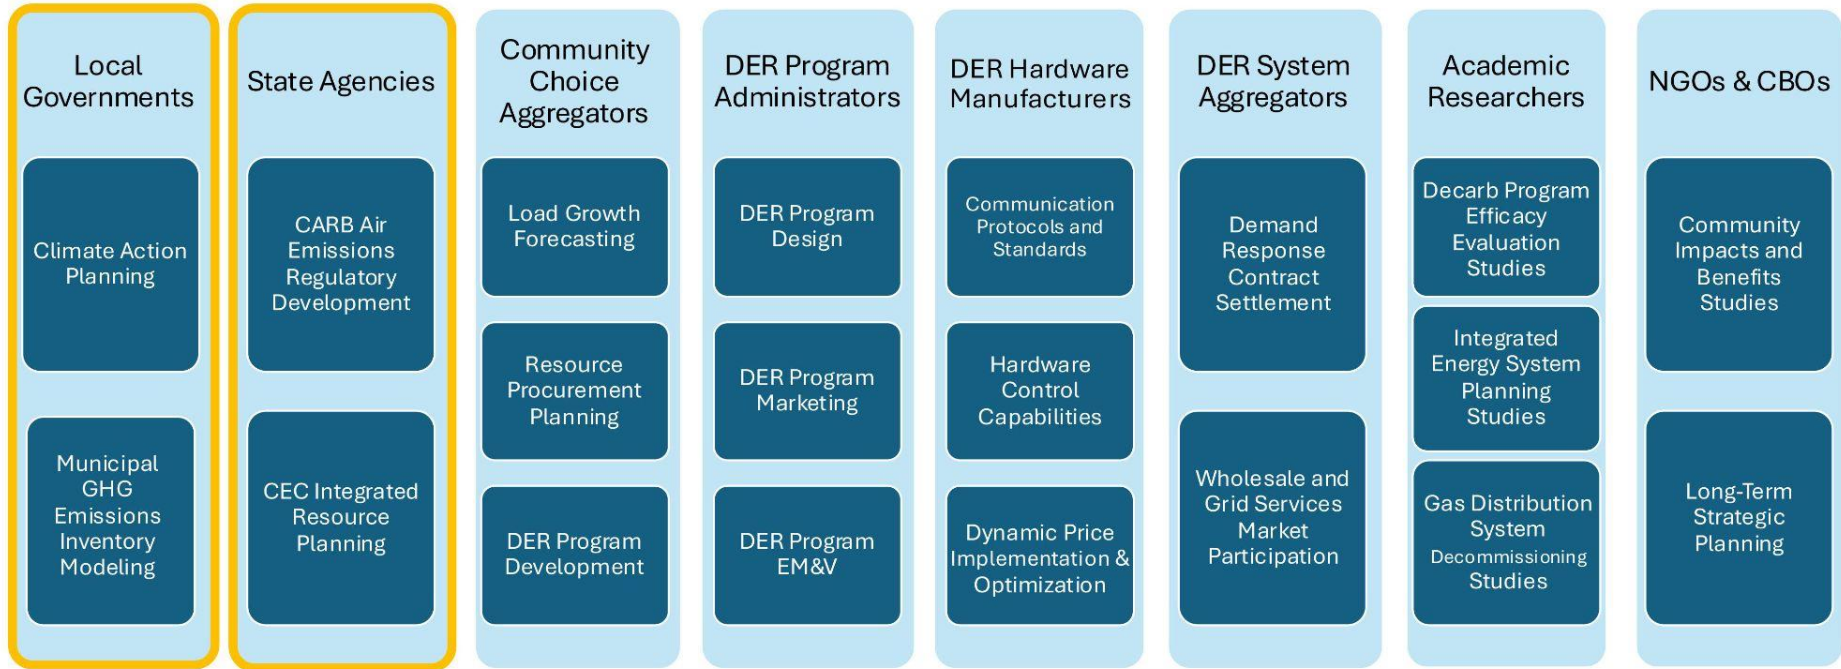 Local
Governments
Climate Action
Planning
Municipal
GHG
Emissions
Inventory
Modeling
State Agencies
CARB Air
Emissions
Regulatory
Development
CEC Integrated
Resource
Planning
Community
Choice
Aggregators
Load Growth
Forecasting
Resource
Procurement
Planning
DER Program
Development
DER Program
Administrators
DER Program
Design
DER Program
Marketing
DER Program
EM&V
DER Hardware
Manufacturers
Communication
Protocols and
Standards
Hardware
Control
Capabilities
Dynamic Price
Implementation &
Optimization
DER System
Aggregators
Demand
Response
Contract
Settlement
Wholesale and
Grid Services
Market
Participation
Academic
Researchers
Decarb Program
Efficacy
Evaluation
Studies
Integrated
Energy System
Planning
Studies
Gas Distribution
System
Decommissioning
Studies
NGOs & CBOs
Community
Impacts and
Benefits
Studies
Long-Term
Strategic
Planning